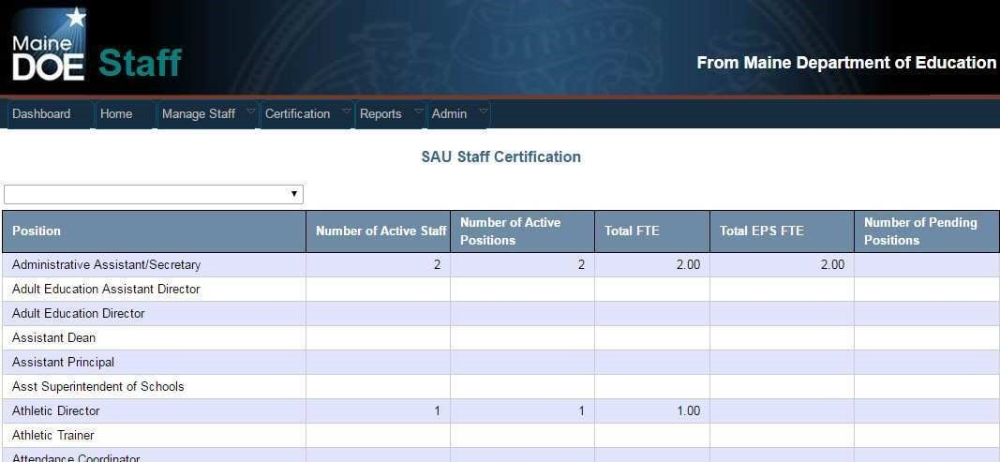 Maine
DOE Staff
DIRIGO
From Maine Department of Education
Dashboard Home Manage Staff Certification Reports Admin
SAU Staff Certification
Position Number of Active Staff Number of Active Positions Total FTE Total EPS FTE Number of Pending Positions
Administrative Assistant/Secretary 2 2 2.00 2.00
Adult Education Assistant Director
Adult Education Director
Assistant Dean
Assistant Principal
Asst Superintendent of Schools
Athletic Director 1 1 1.00
Athletic Trainer
Attendance Coordinator